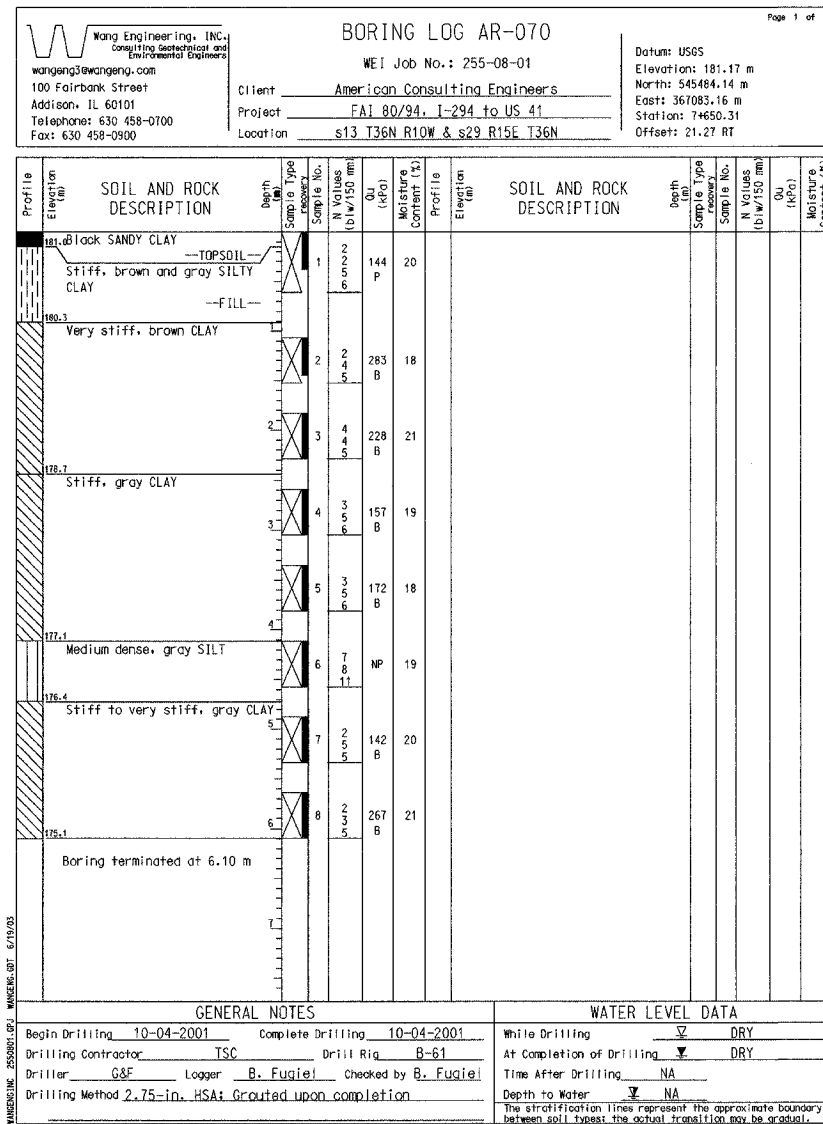 Page 1 of
Wang Engineering, INC.
Consulting Geotechnical and
Environmental Engineers
wangeng3@wangeng.com
100 Fairbank Street
Addison, IL 60101
Telephone: 630 458-0700
Fax: 630 458-0900
BORING LOG AR-070
WEI Job No.: 255-08-01
Client American Consulting Engineers
Project FAI 80/94, I-294 to US 41
Location s13 T36N R10W & s29 R15E T36N
Datum: USGS
Elevation: 181.17 m
North: 545484.14 m
East: 367083.16 m
Station: 7+650.31
Offset: 21.27 RT
Profile Elevation (m) SOIL AND ROCK DESCRIPTION Depth (m) Sample Type recovery Sample No. N Values (blw/150 mm) Qu (kPa) Moisture Content (%)
Profile Elevation (m) SOIL AND ROCK DESCRIPTION Depth (m) Sample Type recovery Sample No. N Values (blw/150 mm) Qu (kPa) Moisture Content (%)
181.0 Black SANDY CLAY
--TOPSOIL--
Stiff, brown and gray SILTY
CLAY
--FILL--
1 2 2 5 6 144 P 20
180.3
1
Very stiff, brown CLAY
2 2 4 5 283 B 18
2
3 4 4 5 228 B 21
178.7
Stiff, gray CLAY
4 3 5 6 157 B 19
3
5 3 5 6 172 B 18
4
177.1
Medium dense, gray SILT
6 7 8 11 NP 19
176.4
Stiff to very stiff, gray CLAY
5
7 2 5 5 142 B 20
8 2 3 5 267 B 21
6
175.1
Boring terminated at 6.10 m
7
WANGENGINC 2550801.GPJ WANGENG.GDT 6/19/03
GENERAL NOTES
Begin Drilling 10-04-2001 Complete Drilling 10-04-2001
Drilling Contractor TSC Drill Rig B-61
Driller G&F Logger B. Fugiel Checked by B. Fugiel
Drilling Method 2.75-in. HSA; Grouted upon completion
WATER LEVEL DATA
While Drilling DRY
At Completion of Drilling DRY
Time After Drilling NA
Depth to Water NA
The stratification lines represent the approximate boundary
between soil types; the actual transition may be gradual.